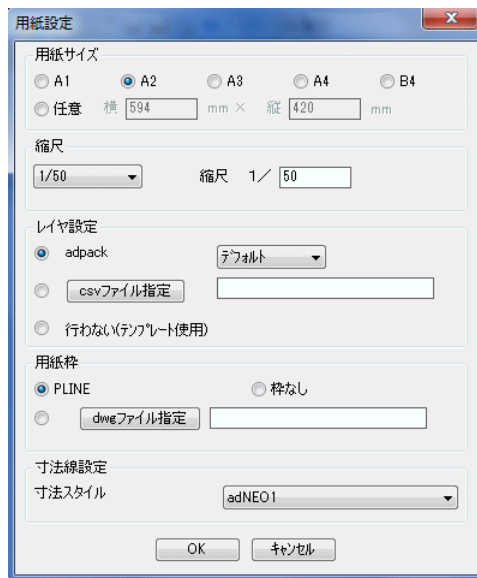 用紙設定
用紙サイズ
A1 A2 A3 A4 B4
任意 横 594 mm × 縦 420 mm
縮尺
1/50 縮尺 1／ 50
レイヤ設定
adpack デフォルト
csvファイル指定
行わない(テンプレート使用)
用紙枠
PLINE 枠なし
dwgファイル指定
寸法線設定
寸法スタイル adNEO1
OK キャンセル